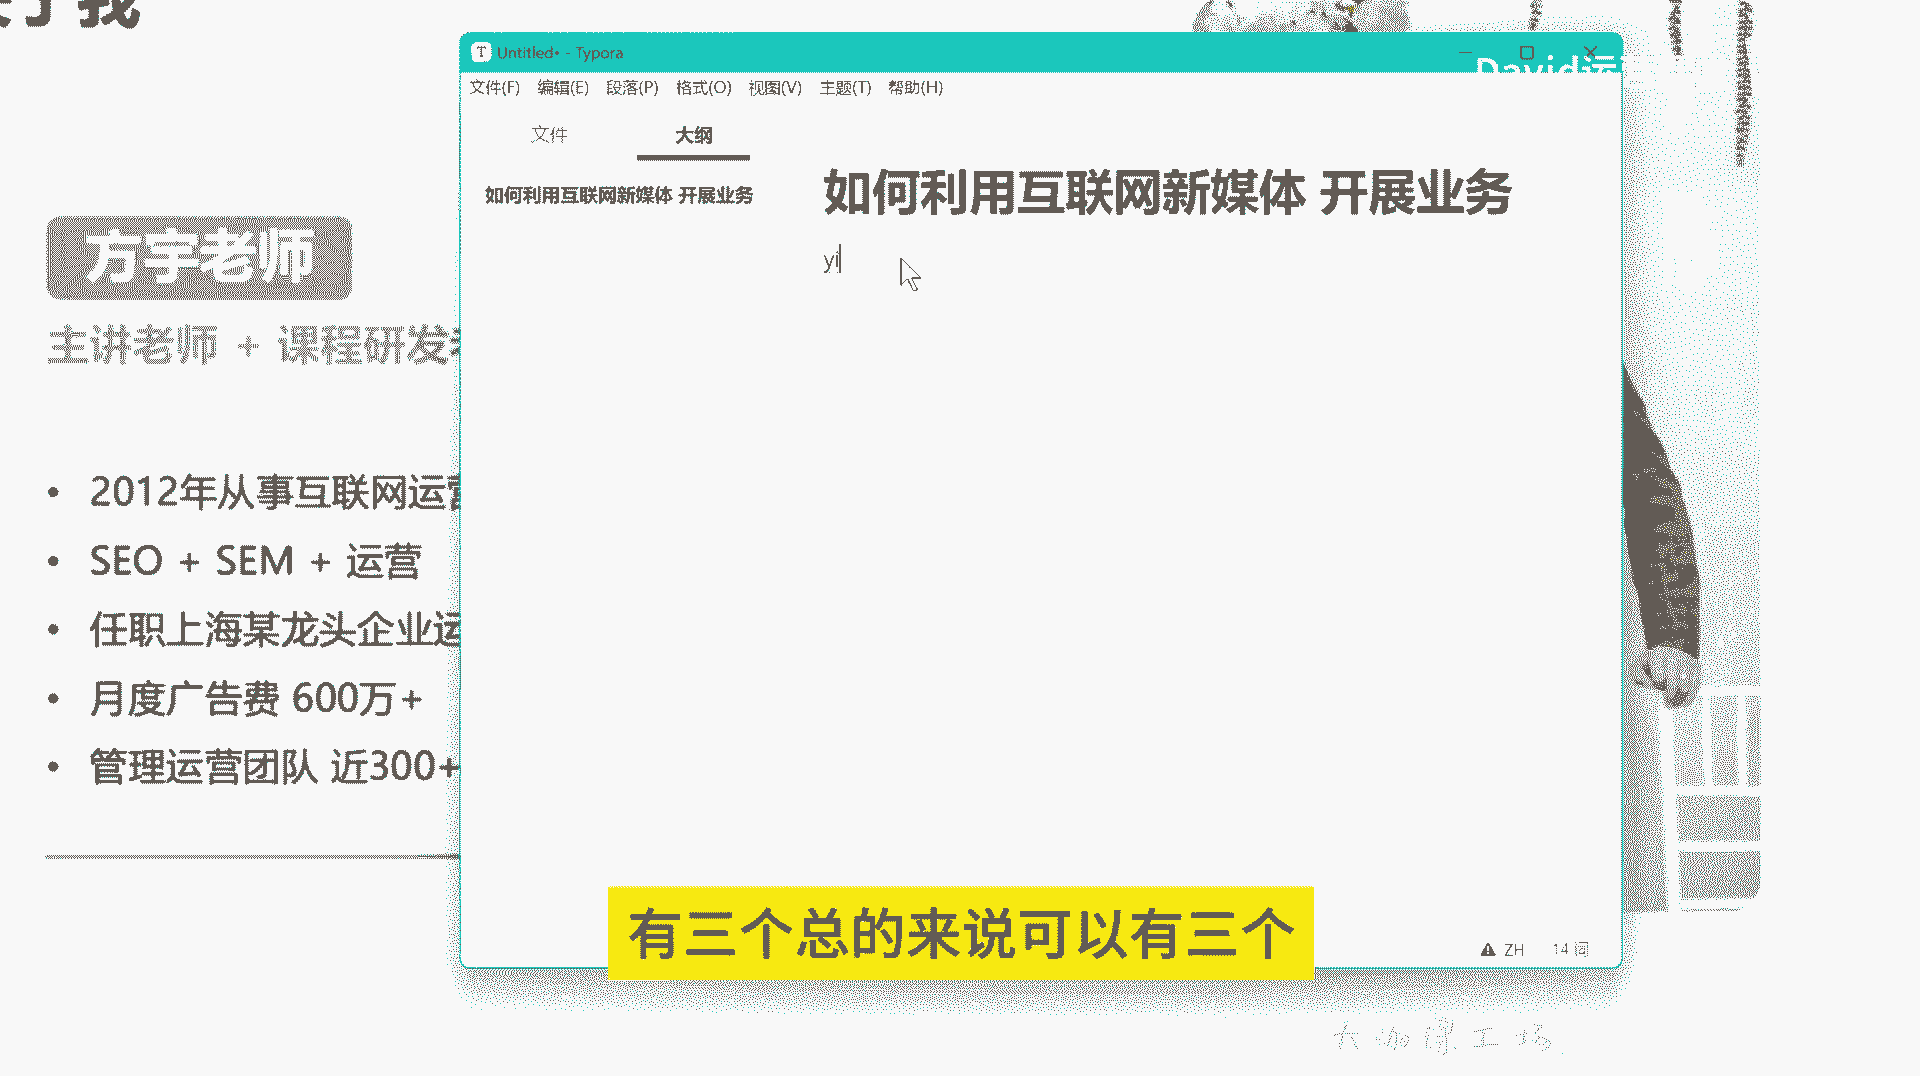 了我
Untitled• - Typora
David运
文件(F) 编辑(E) 段落(P) 格式(O) 视图(V) 主题(T) 帮助(H)
文件 大纲
如何利用互联网新媒体 开展业务
如何利用互联网新媒体 开展业务
yi
方宇老师
主讲老师 + 课程研发
• 2012年从事互联网运营
• SEO + SEM + 运营
• 任职上海某龙头企业运
• 月度广告费 600万+
• 管理运营团队 近300+
有三个总的来说可以有三个
ZH 14 词
大咖课工场